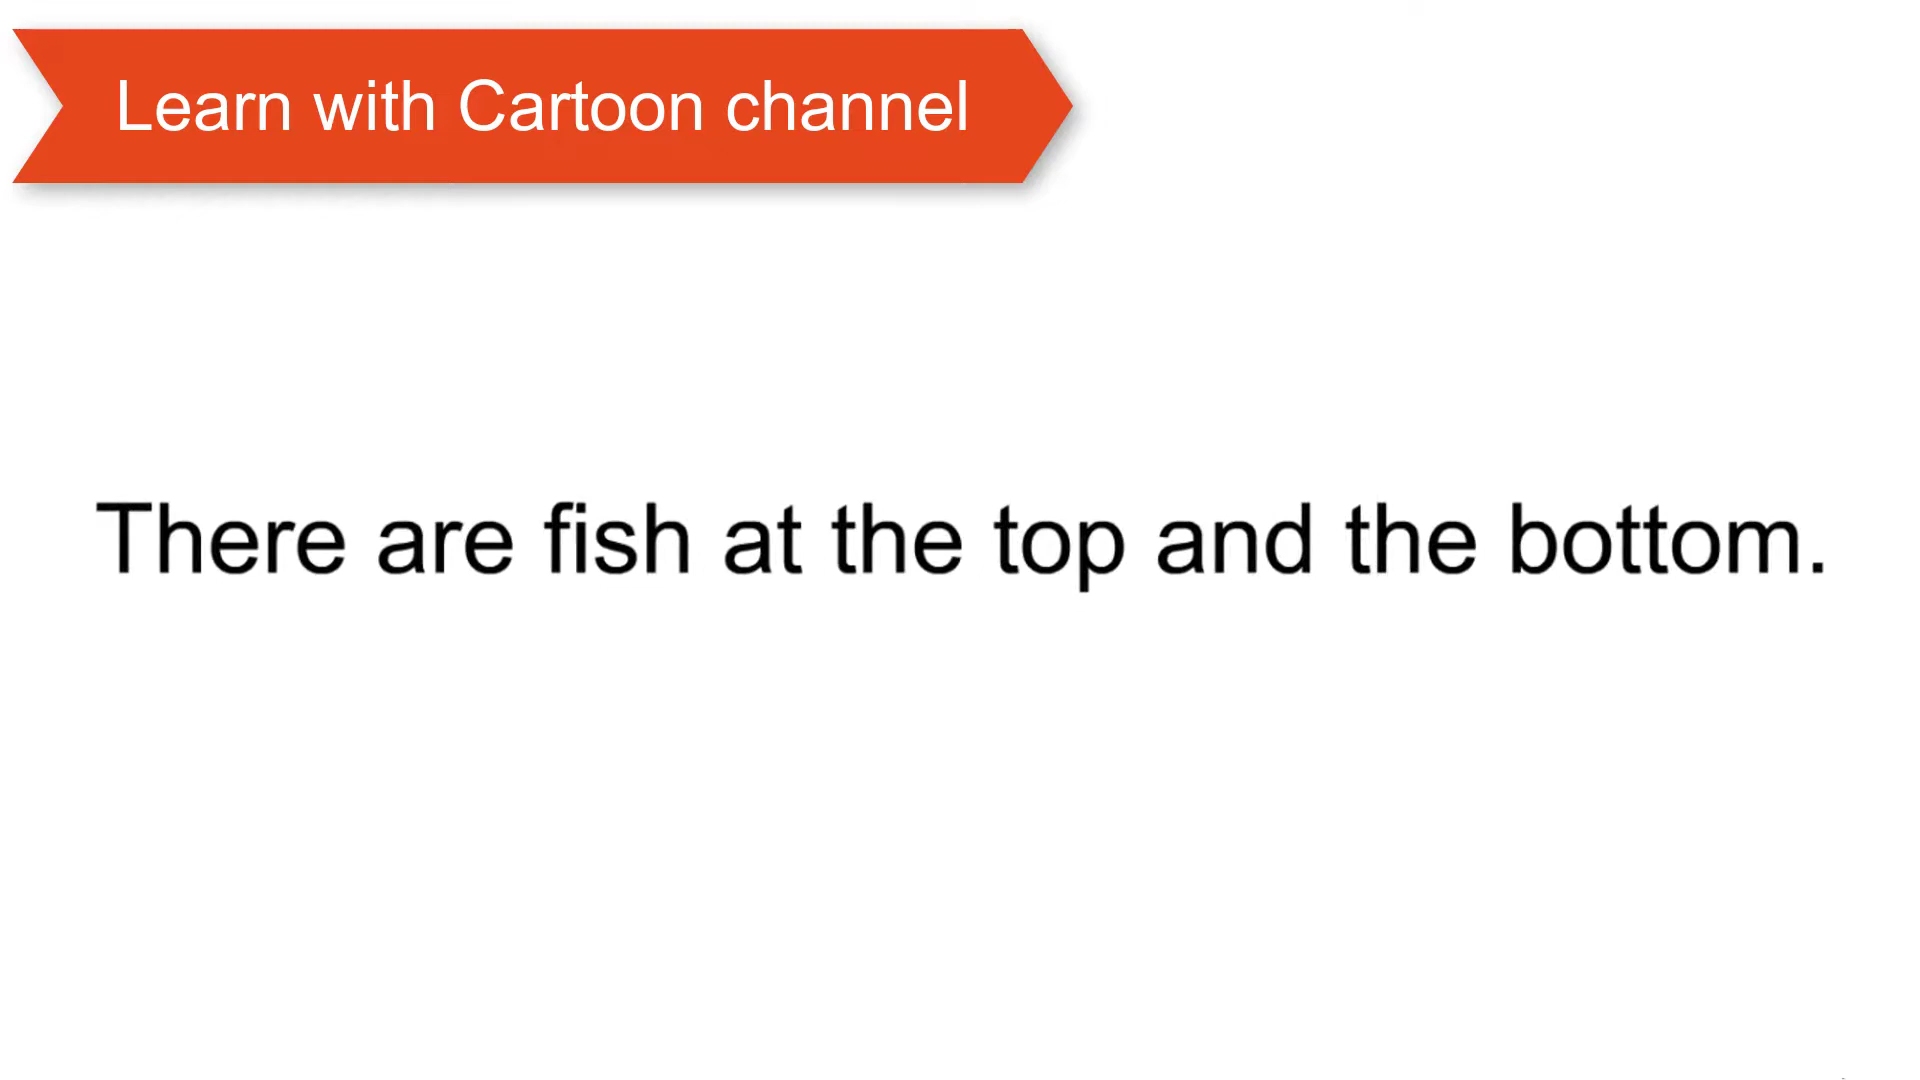 Learn with Cartoon channel
There are fish at the top and the bottom.